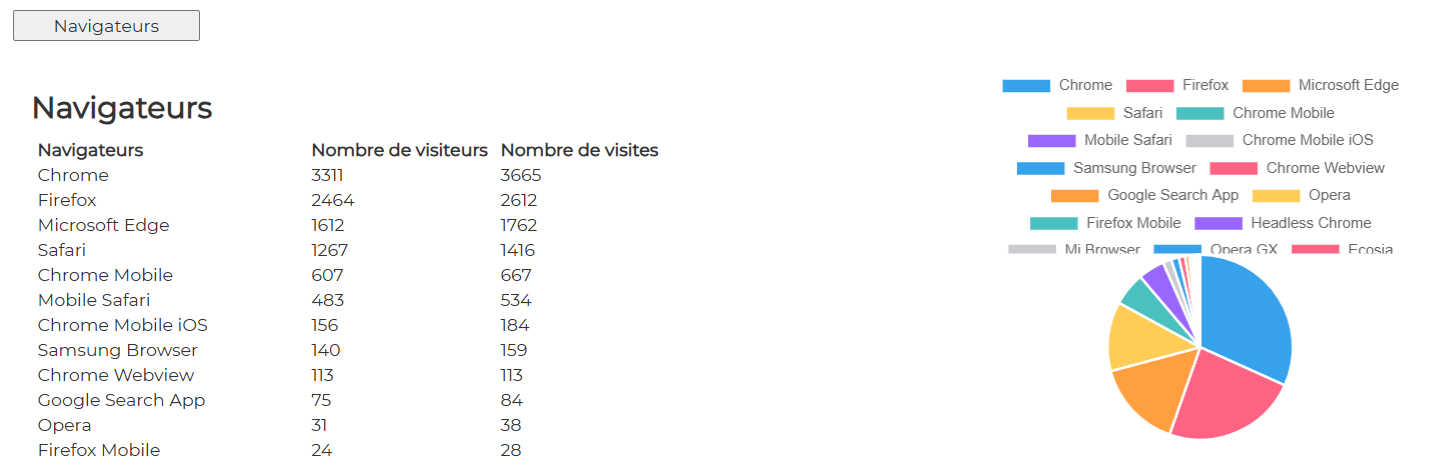 Navigateurs
Navigateurs
Navigateurs Nombre de visiteurs Nombre de visites
Chrome 3311 3665
Firefox 2464 2612
Microsoft Edge 1612 1762
Safari 1267 1416
Chrome Mobile 607 667
Mobile Safari 483 534
Chrome Mobile iOS 156 184
Samsung Browser 140 159
Chrome Webview 113 113
Google Search App 75 84
Opera 31 38
Firefox Mobile 24 28
Chrome Firefox Microsoft Edge
Safari Chrome Mobile
Mobile Safari Chrome Mobile iOS
Samsung Browser Chrome Webview
Google Search App Opera
Firefox Mobile Headless Chrome
Mi Browser Opera GX Ecosia